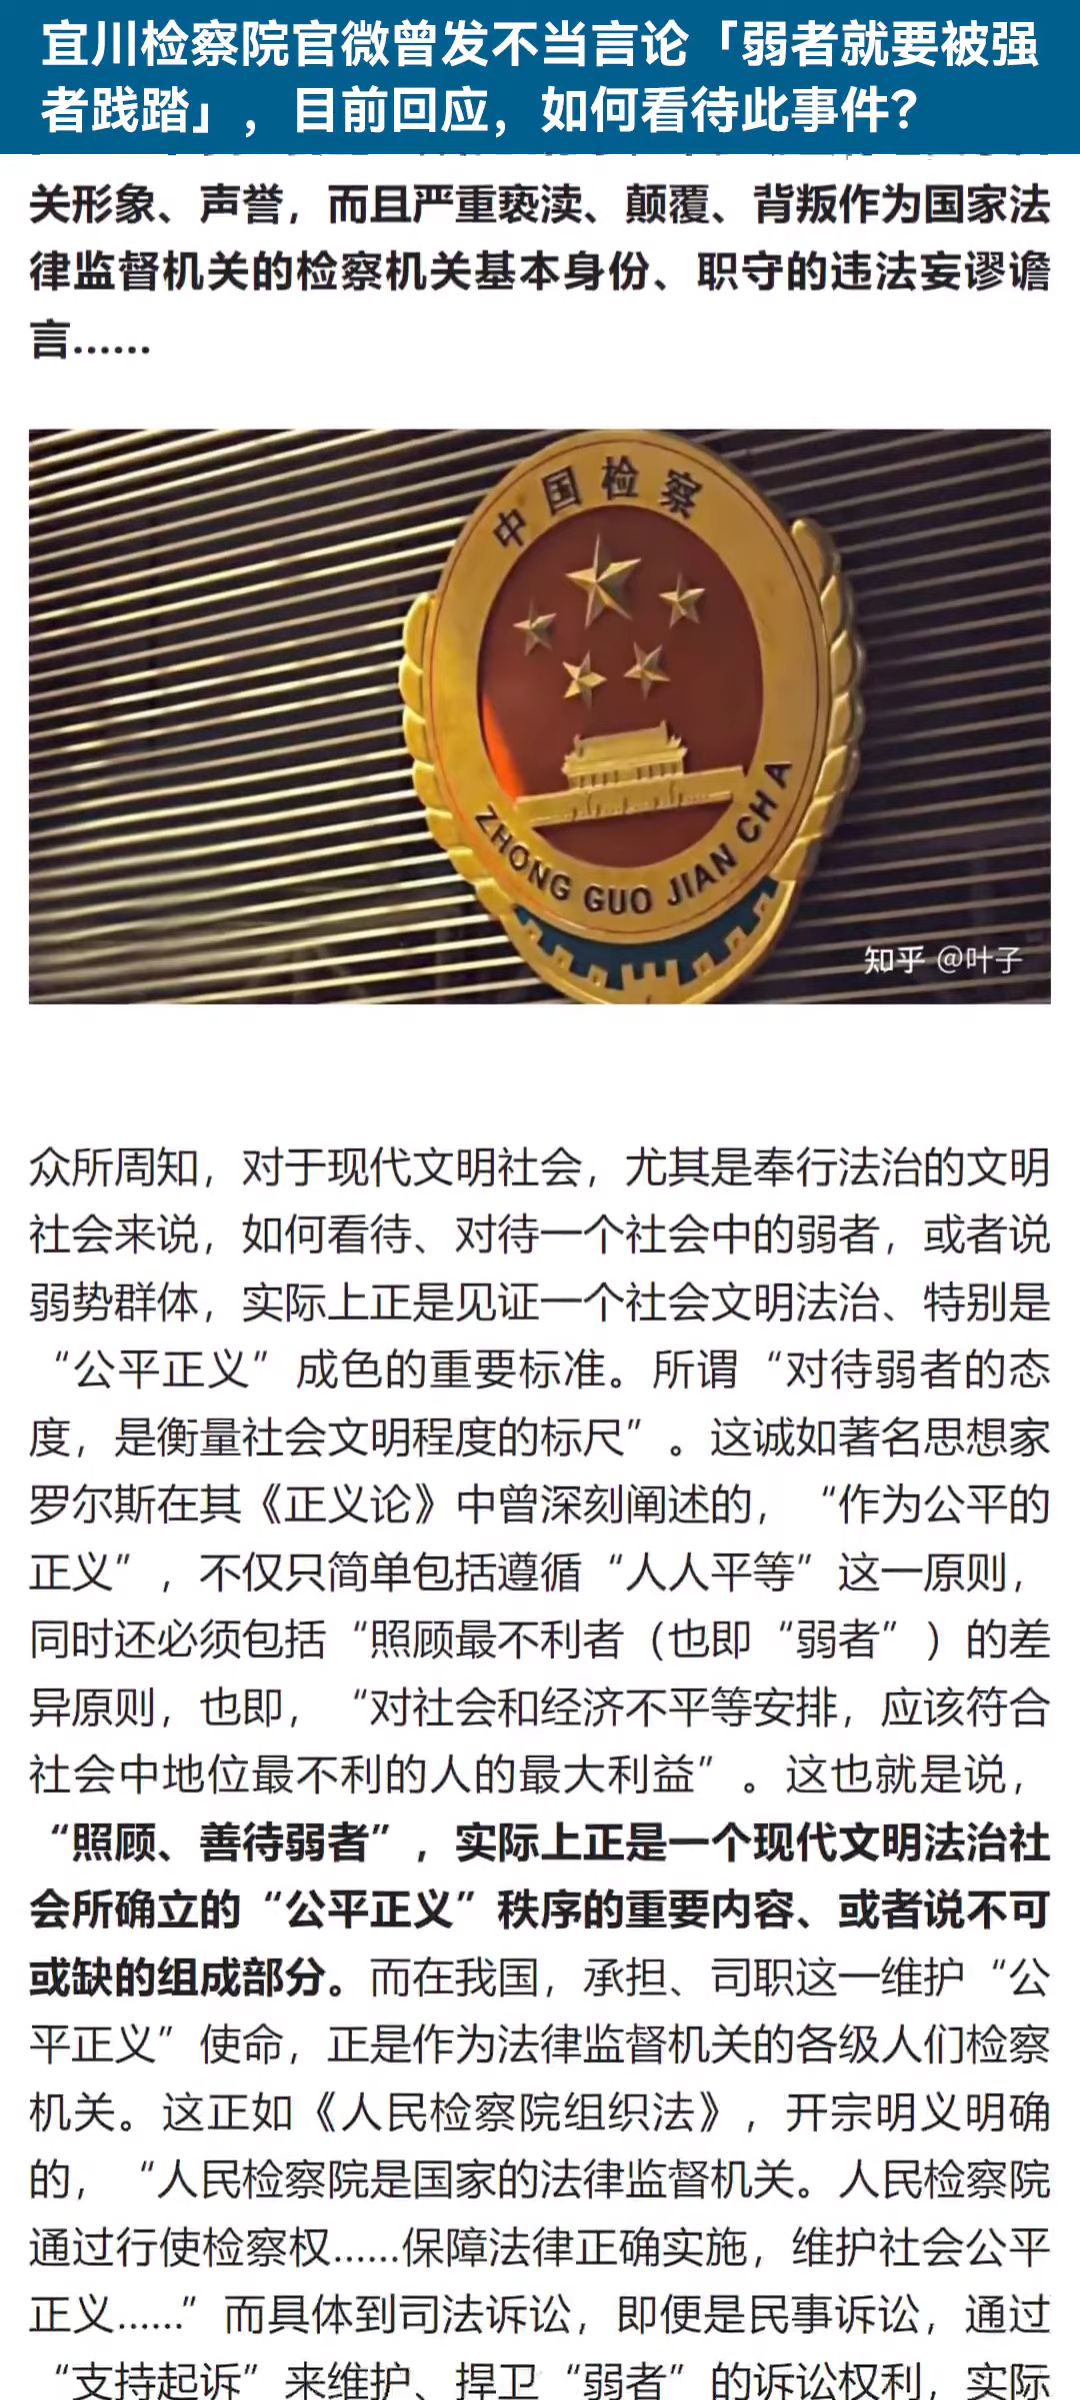 宜川检察院官微曾发不当言论「弱者就要被强
者践踏」，目前回应，如何看待此事件？
关形象、声誉，而且严重亵渎、颠覆、背叛作为国家法
律监督机关的检察机关基本身份、职守的违法妄谬谵
言……
中国检察
ZHONG GUO JIAN CHA
知乎 @叶子
众所周知，对于现代文明社会，尤其是奉行法治的文明
社会来说，如何看待、对待一个社会中的弱者，或者说
弱势群体，实际上正是见证一个社会文明法治、特别是
“公平正义”成色的重要标准。所谓“对待弱者的态
度，是衡量社会文明程度的标尺”。这诚如著名思想家
罗尔斯在其《正义论》中曾深刻阐述的，“作为公平的
正义”，不仅只简单包括遵循“人人平等”这一原则，
同时还必须包括“照顾最不利者（也即“弱者”）的差
异原则，也即，“对社会和经济不平等安排，应该符合
社会中地位最不利的人的最大利益”。这也就是说，
“照顾、善待弱者”，实际上正是一个现代文明法治社
会所确立的“公平正义”秩序的重要内容、或者说不可
或缺的组成部分。而在我国，承担、司职这一维护“公
平正义”使命，正是作为法律监督机关的各级人们检察
机关。这正如《人民检察院组织法》，开宗明义明确
的，“人民检察院是国家的法律监督机关。人民检察院
通过行使检察权……保障法律正确实施，维护社会公平
正义……”而具体到司法诉讼，即便是民事诉讼，通过
“支持起诉”来维护、捍卫“弱者”的诉讼权利，实际